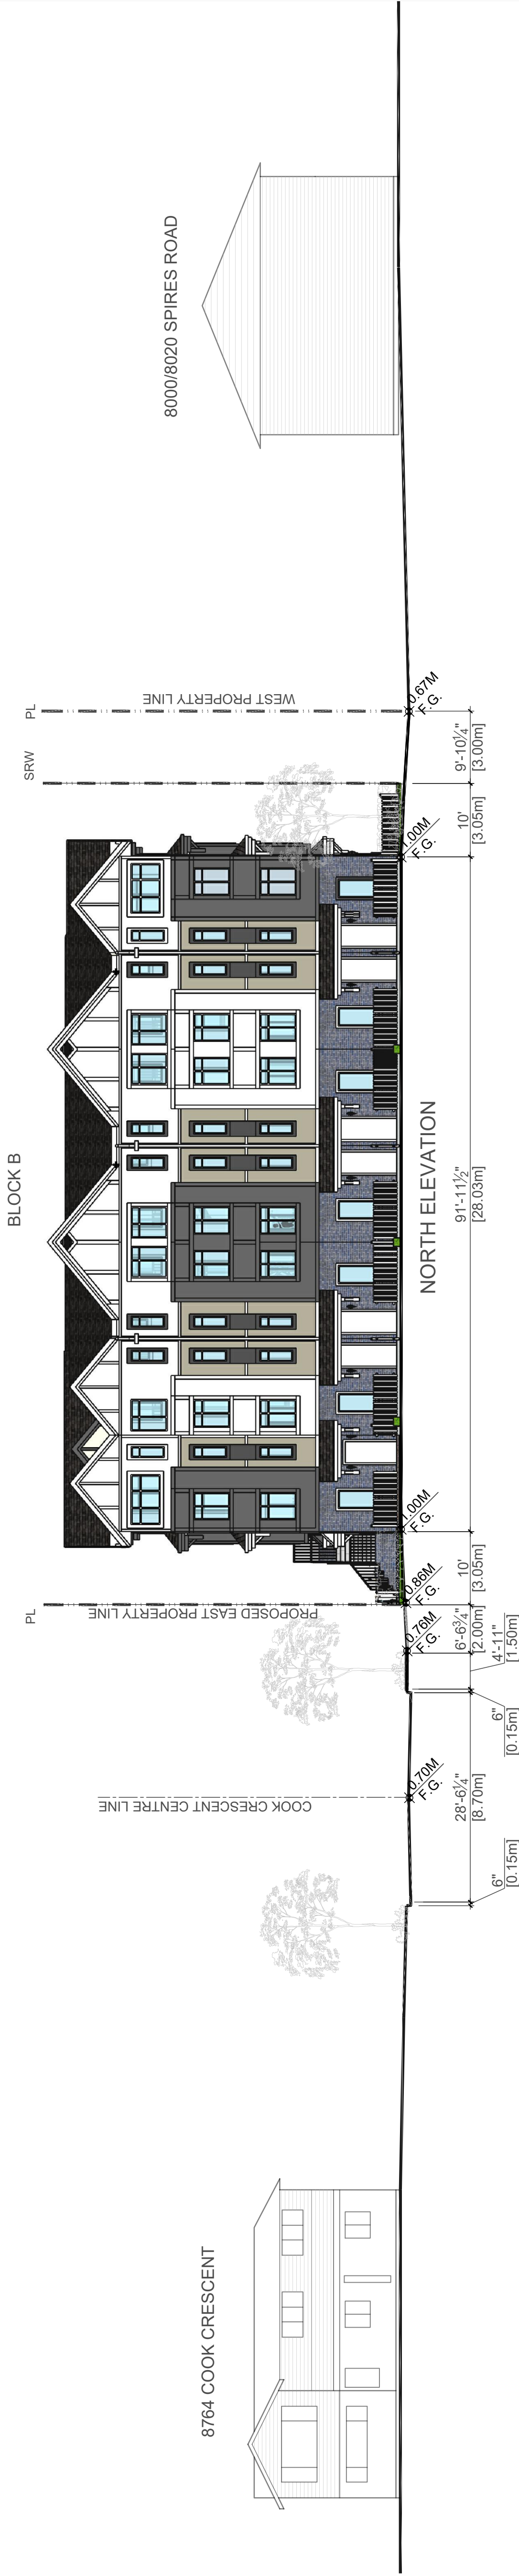 BLOCK B
8764 COOK CRESCENT
COOK CRESCENT CENTRE LINE
PL
PROPOSED EAST PROPERTY LINE
SRW
PL
WEST PROPERTY LINE
8000/8020 SPIRES ROAD
0.70M
F.G.
0.76M
F.G.
0.86M
F.G.
1.00M
F.G.
1.00M
F.G.
0.67M
F.G.
NORTH ELEVATION
6"
[0.15m]
28'-6¼"
[8.70m]
6"
[0.15m]
4'-11"
[1.50m]
6'-6¾"
[2.00m]
10'
[3.05m]
91'-11½"
[28.03m]
10'
[3.05m]
9'-10¼"
[3.00m]